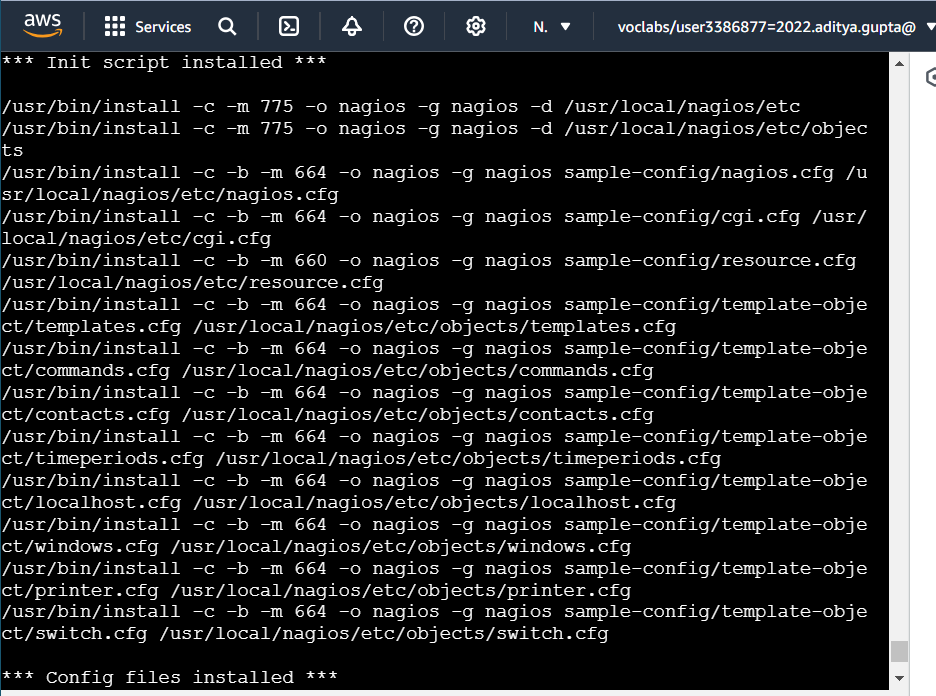 aws
Services
N.
voclabs/user3386877=2022.aditya.gupta@
*** Init script installed ***
/usr/bin/install -c -m 775 -o nagios -g nagios -d /usr/local/nagios/etc
/usr/bin/install -c -m 775 -o nagios -g nagios -d /usr/local/nagios/etc/objec
ts
/usr/bin/install -c -b -m 664 -o nagios -g nagios sample-config/nagios.cfg /u
sr/local/nagios/etc/nagios.cfg
/usr/bin/install -c -b -m 664 -o nagios -g nagios sample-config/cgi.cfg /usr/
local/nagios/etc/cgi.cfg
/usr/bin/install -c -b -m 660 -o nagios -g nagios sample-config/resource.cfg
/usr/local/nagios/etc/resource.cfg
/usr/bin/install -c -b -m 664 -o nagios -g nagios sample-config/template-obje
ct/templates.cfg /usr/local/nagios/etc/objects/templates.cfg
/usr/bin/install -c -b -m 664 -o nagios -g nagios sample-config/template-obje
ct/commands.cfg /usr/local/nagios/etc/objects/commands.cfg
/usr/bin/install -c -b -m 664 -o nagios -g nagios sample-config/template-obje
ct/contacts.cfg /usr/local/nagios/etc/objects/contacts.cfg
/usr/bin/install -c -b -m 664 -o nagios -g nagios sample-config/template-obje
ct/timeperiods.cfg /usr/local/nagios/etc/objects/timeperiods.cfg
/usr/bin/install -c -b -m 664 -o nagios -g nagios sample-config/template-obje
ct/localhost.cfg /usr/local/nagios/etc/objects/localhost.cfg
/usr/bin/install -c -b -m 664 -o nagios -g nagios sample-config/template-obje
ct/windows.cfg /usr/local/nagios/etc/objects/windows.cfg
/usr/bin/install -c -b -m 664 -o nagios -g nagios sample-config/template-obje
ct/printer.cfg /usr/local/nagios/etc/objects/printer.cfg
/usr/bin/install -c -b -m 664 -o nagios -g nagios sample-config/template-obje
ct/switch.cfg /usr/local/nagios/etc/objects/switch.cfg
*** Config files installed ***